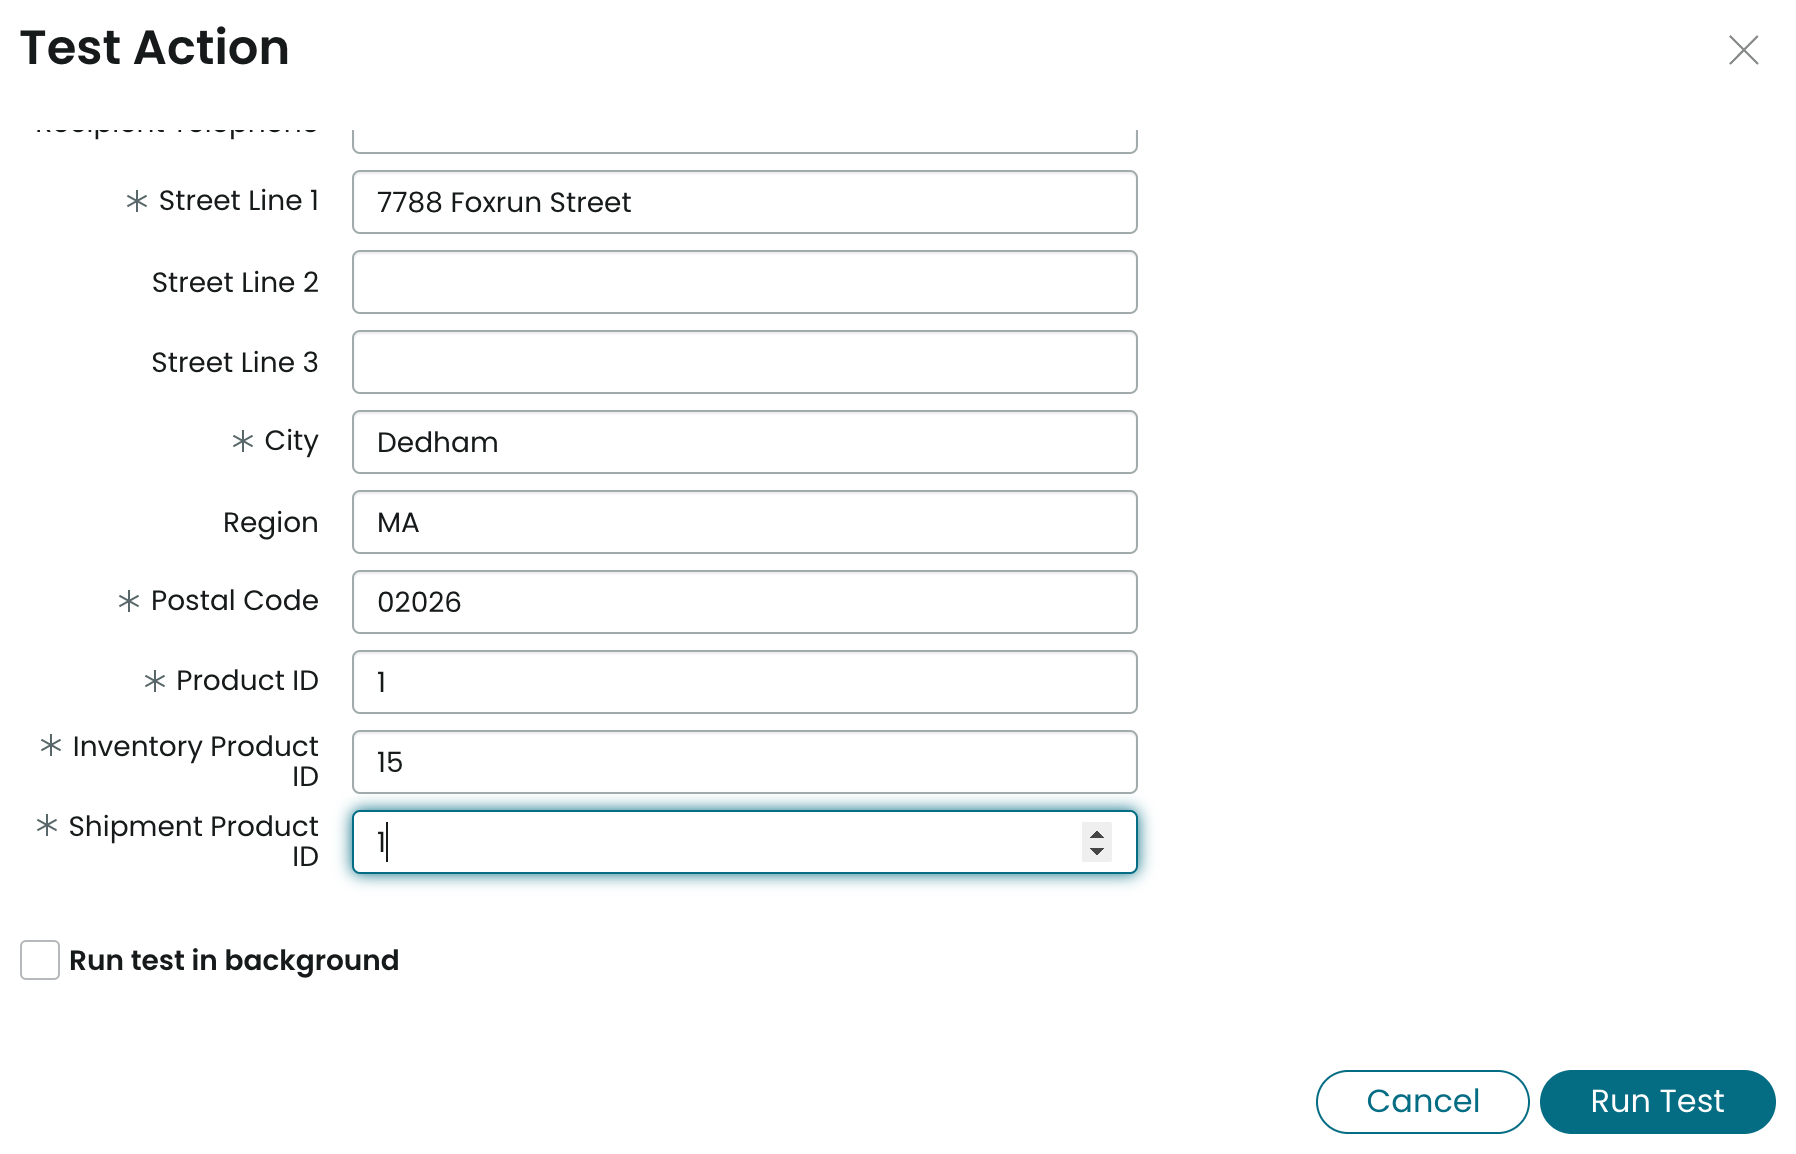 Test Action
Recipient Telephone
* Street Line 1
7788 Foxrun Street
Street Line 2
Street Line 3
* City
Dedham
Region
MA
* Postal Code
02026
* Product ID
1
* Inventory Product
ID
15
* Shipment Product
ID
1
Run test in background
Cancel
Run Test